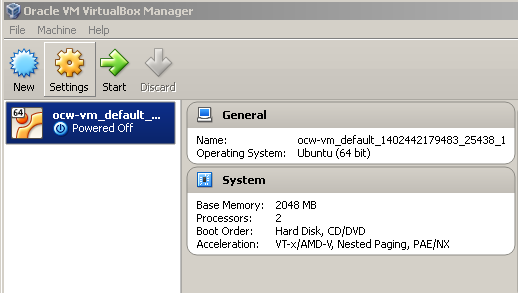 Oracle VM VirtualBox Manager
File Machine Help
New Settings Start Discard
64
ocw-vm_default_...
Powered Off
General
Name: ocw-vm_default_1402442179483_25438_1
Operating System: Ubuntu (64 bit)
System
Base Memory: 2048 MB
Processors: 2
Boot Order: Hard Disk, CD/DVD
Acceleration: VT-x/AMD-V, Nested Paging, PAE/NX